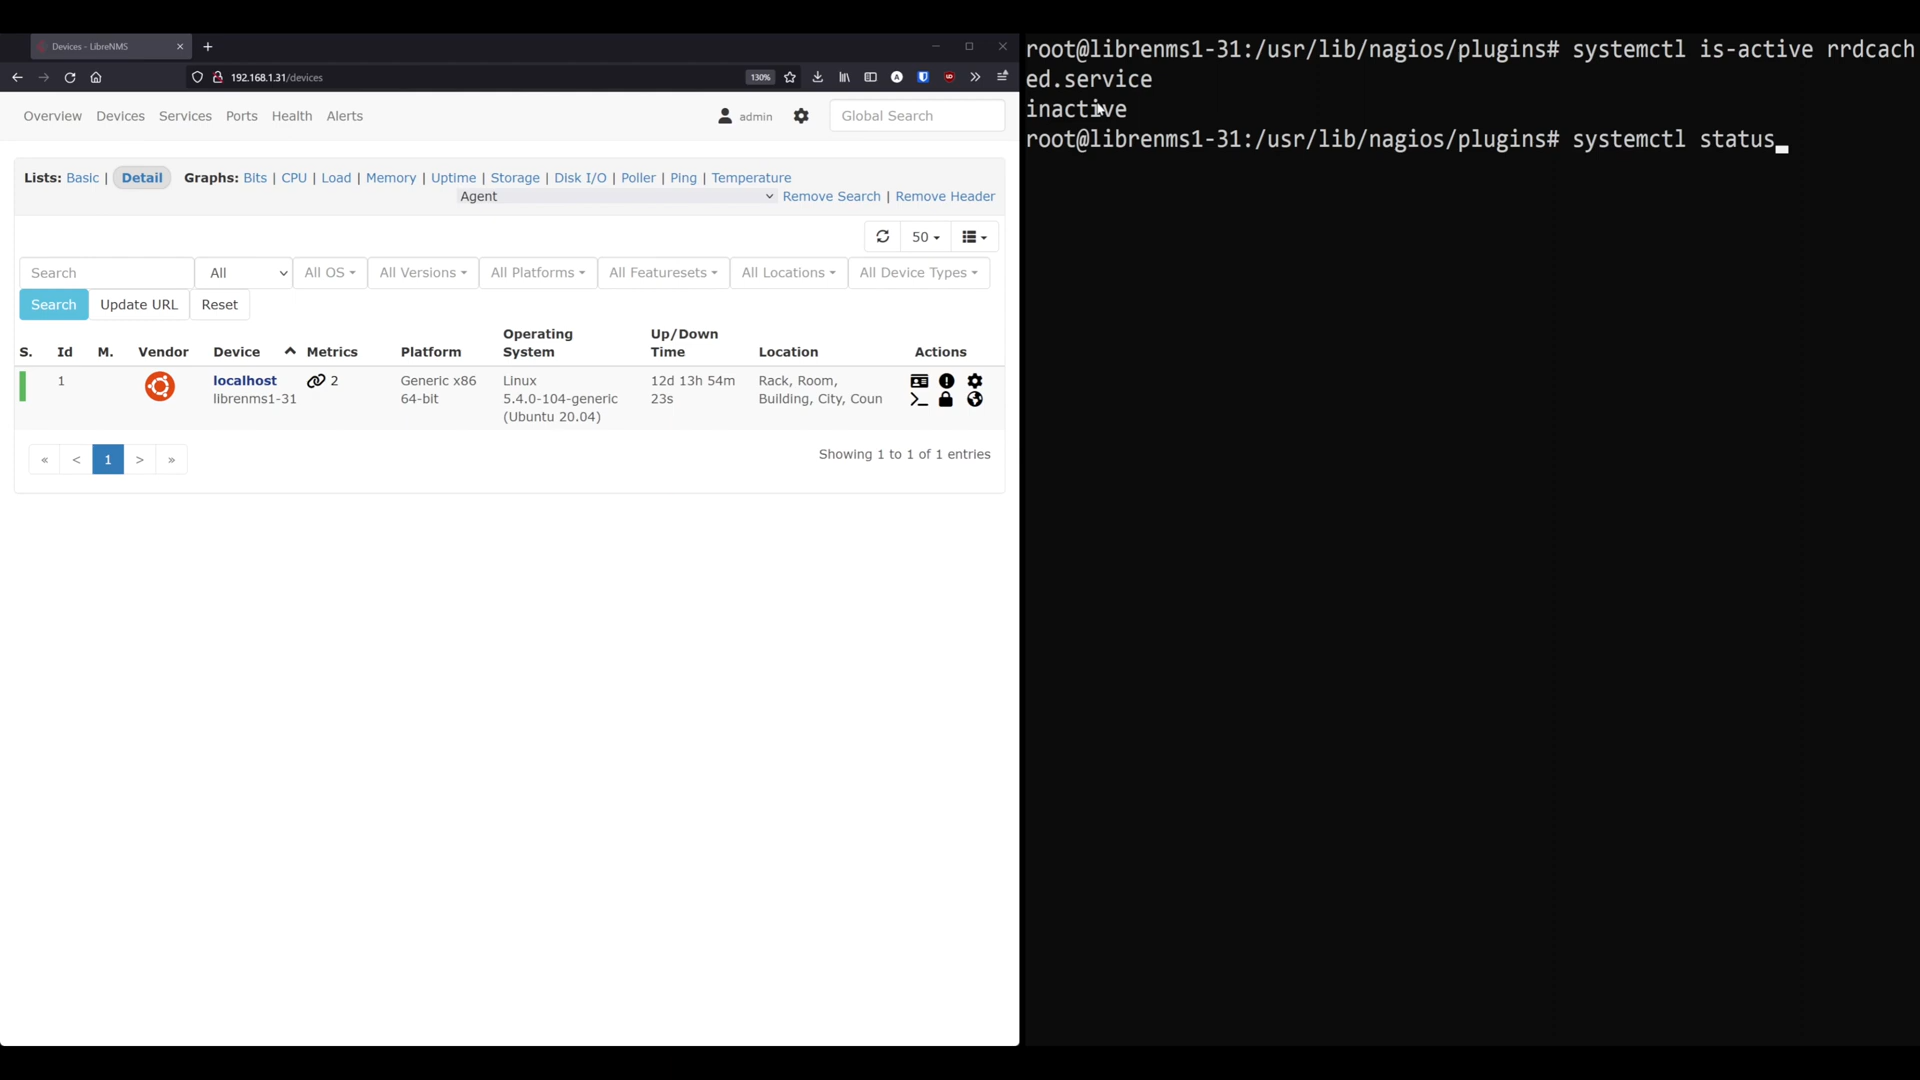 Devices - LibreNMS
192.168.1.31/devices
130%
Overview Devices Services Ports Health Alerts
admin
Global Search
Lists: Basic | Detail Graphs: Bits | CPU | Load | Memory | Uptime | Storage | Disk I/O | Poller | Ping | Temperature
Agent Remove Search | Remove Header
50
Search All All OS All Versions All Platforms All Featuresets All Locations All Device Types
Search Update URL Reset
S. Id M. Vendor Device Metrics Platform Operating System Up/Down Time Location Actions
1 localhost 2 Generic x86 Linux 12d 13h 54m Rack, Room,
librenms1-31 64-bit 5.4.0-104-generic 23s Building, City, Coun
(Ubuntu 20.04)
« < 1 > »
Showing 1 to 1 of 1 entries
root@librenms1-31:/usr/lib/nagios/plugins# systemctl is-active rrdcach
ed.service
inactive
root@librenms1-31:/usr/lib/nagios/plugins# systemctl status